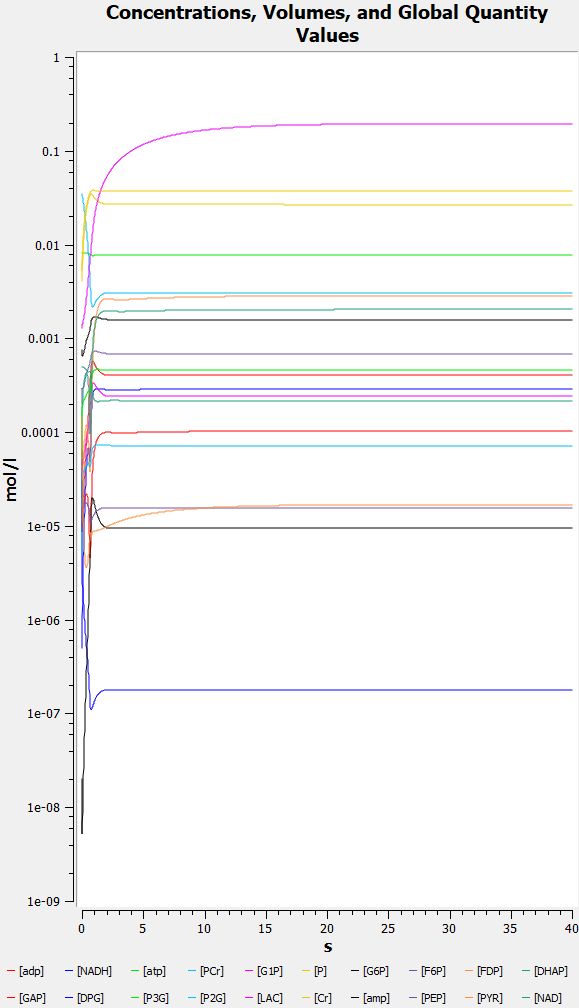 Concentrations, Volumes, and Global Quantity
Values
1
0.1
0.01
0.001
0.0001
1e-05
1e-06
1e-07
1e-08
1e-09
mol/l
0 5 10 15 20 25 30 35 40
s
[adp] [NADH] [atp] [PCr] [G1P] [P] [G6P] [F6P] [FDP] [DHAP]
[GAP] [DPG] [P3G] [P2G] [LAC] [Cr] [amp] [PEP] [PYR] [NAD]